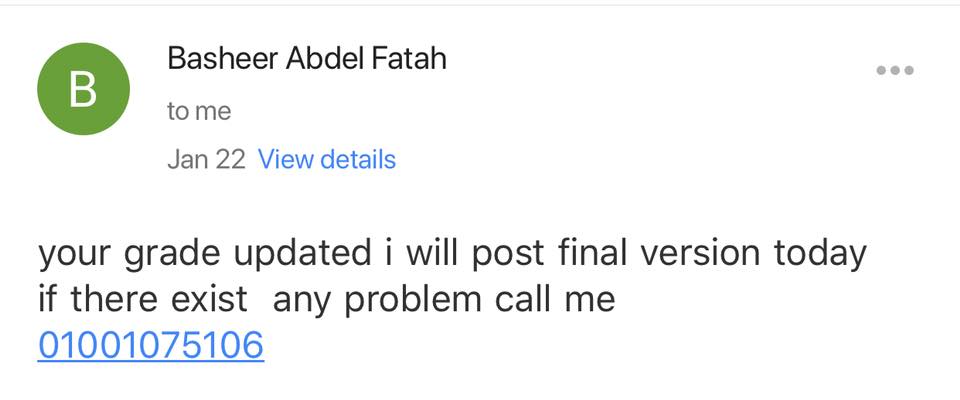 B
Basheer Abdel Fatah
to me
Jan 22 View details
your grade updated i will post final version today
if there exist  any problem call me
01001075106